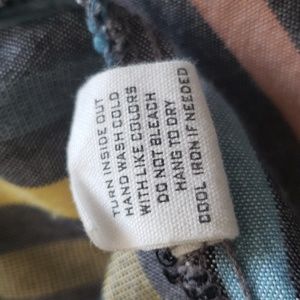 TURN INSIDE OUT
HAND WASH COLD
WITH LIKE COLORS
DO NOT BLEACH
HANG TO DRY
COOL IRON IF NEEDED